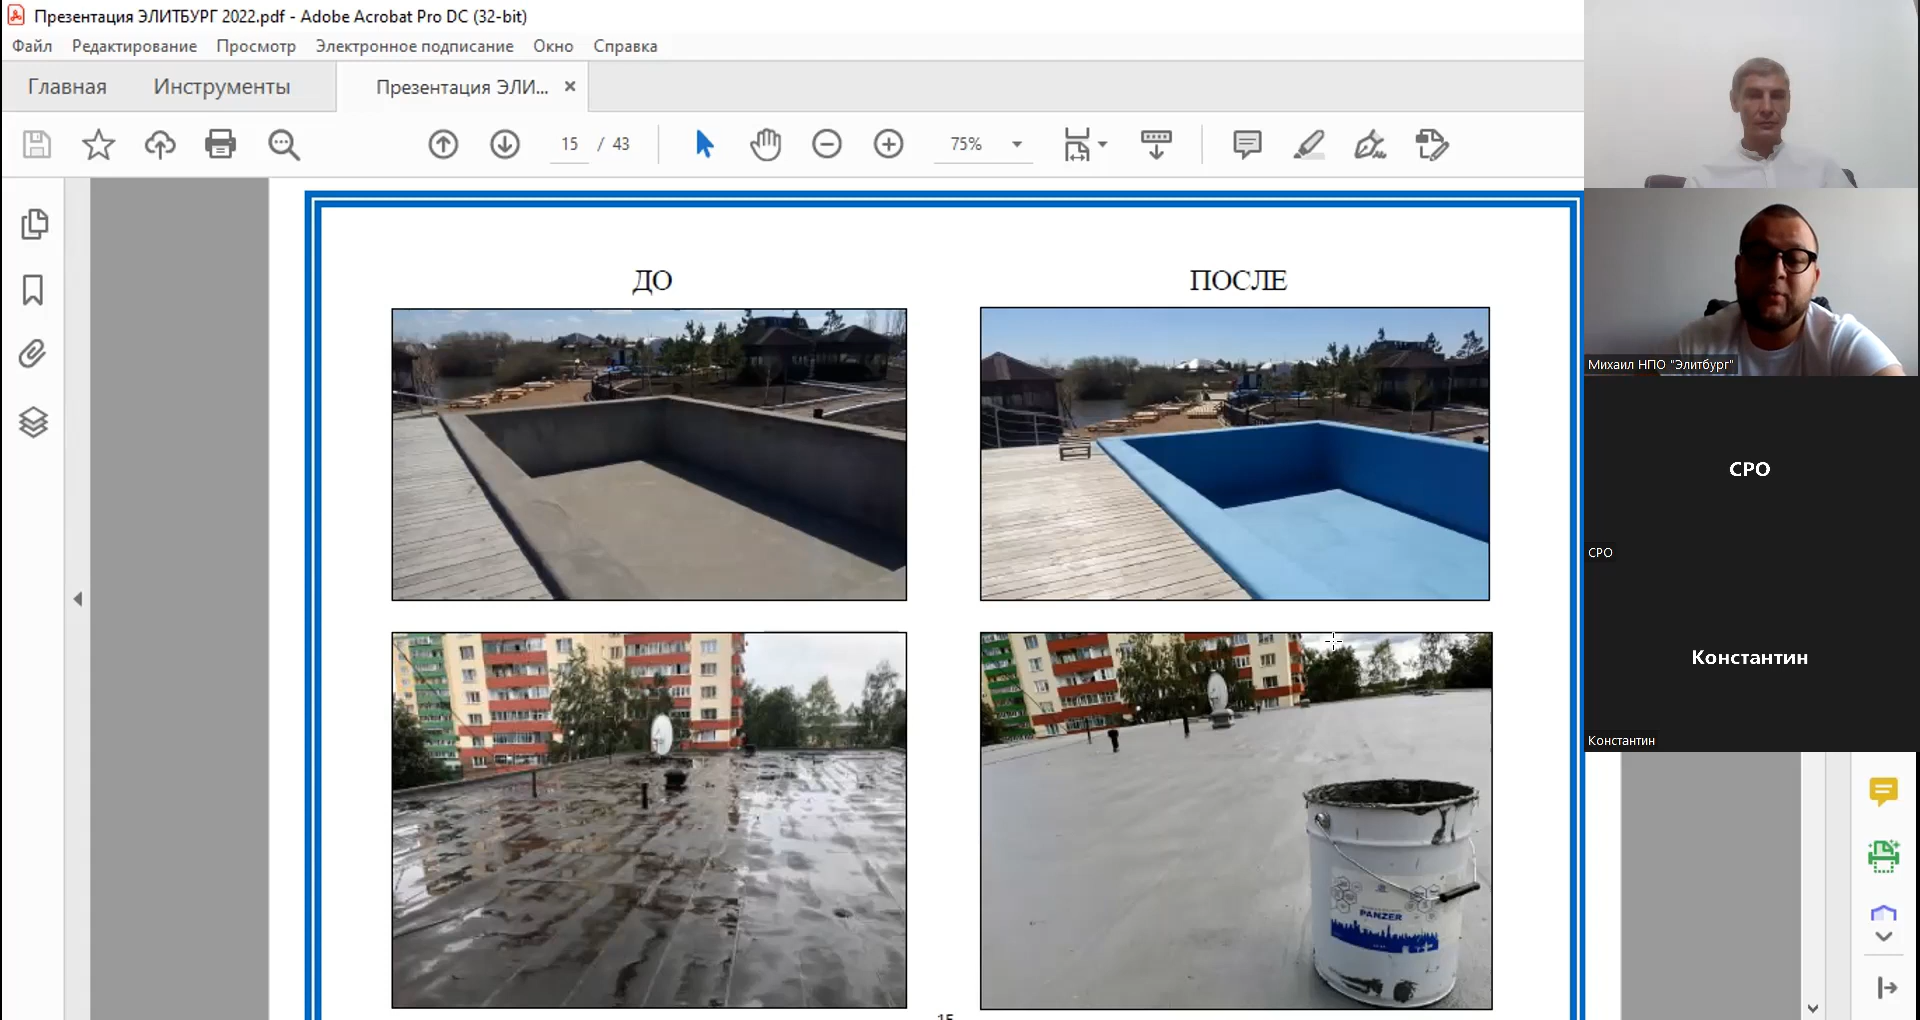 Презентация ЭЛИТБУРГ 2022.pdf - Adobe Acrobat Pro DC (32-bit)
Файл Редактирование Просмотр Электронное подписание Окно Справка
Главная Инструменты Презентация ЭЛИ... ×
15 / 43 75%
ДО ПОСЛЕ
Михаил НПО "Элитбург"
СРО
СРО
Константин
Константин
PANZER
15